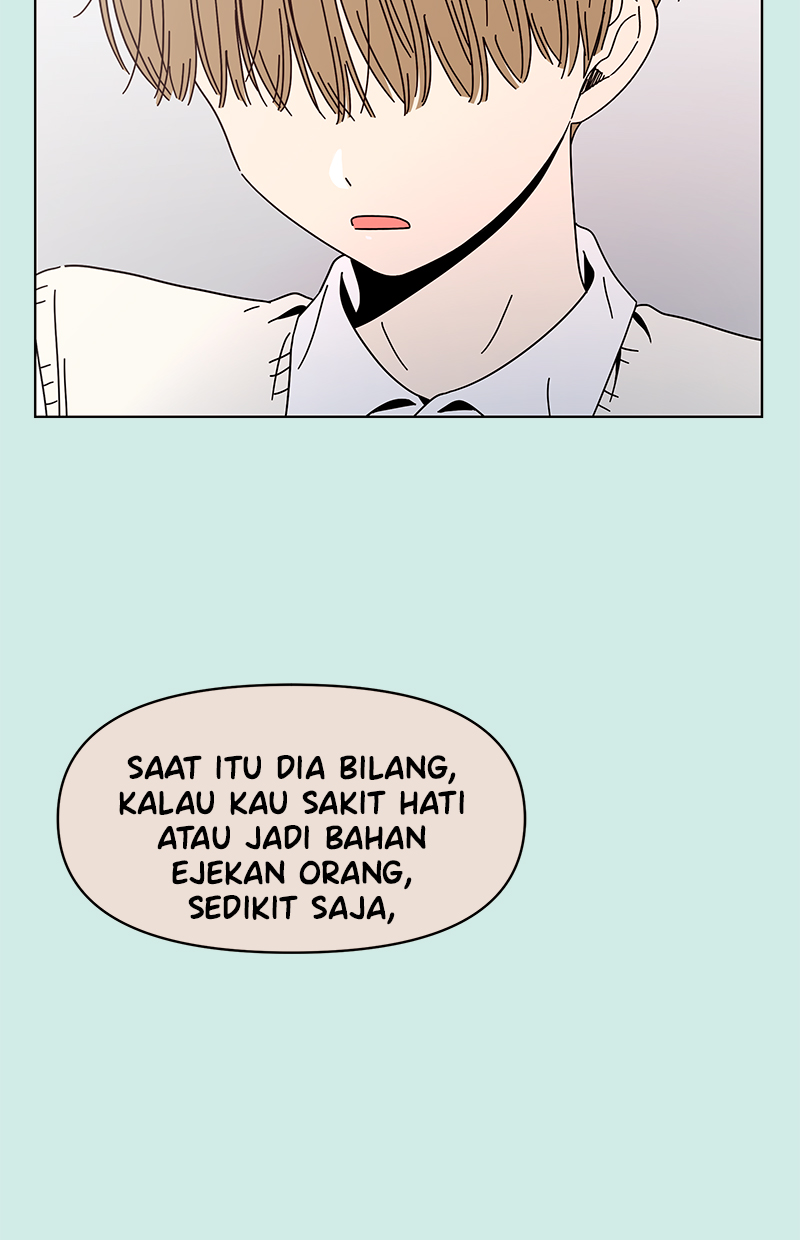 SAAT ITU DIA BILANG,
KALAU KAU SAKIT HATI
ATAU JADI BAHAN
EJEKAN ORANG,
SEDIKIT SAJA,